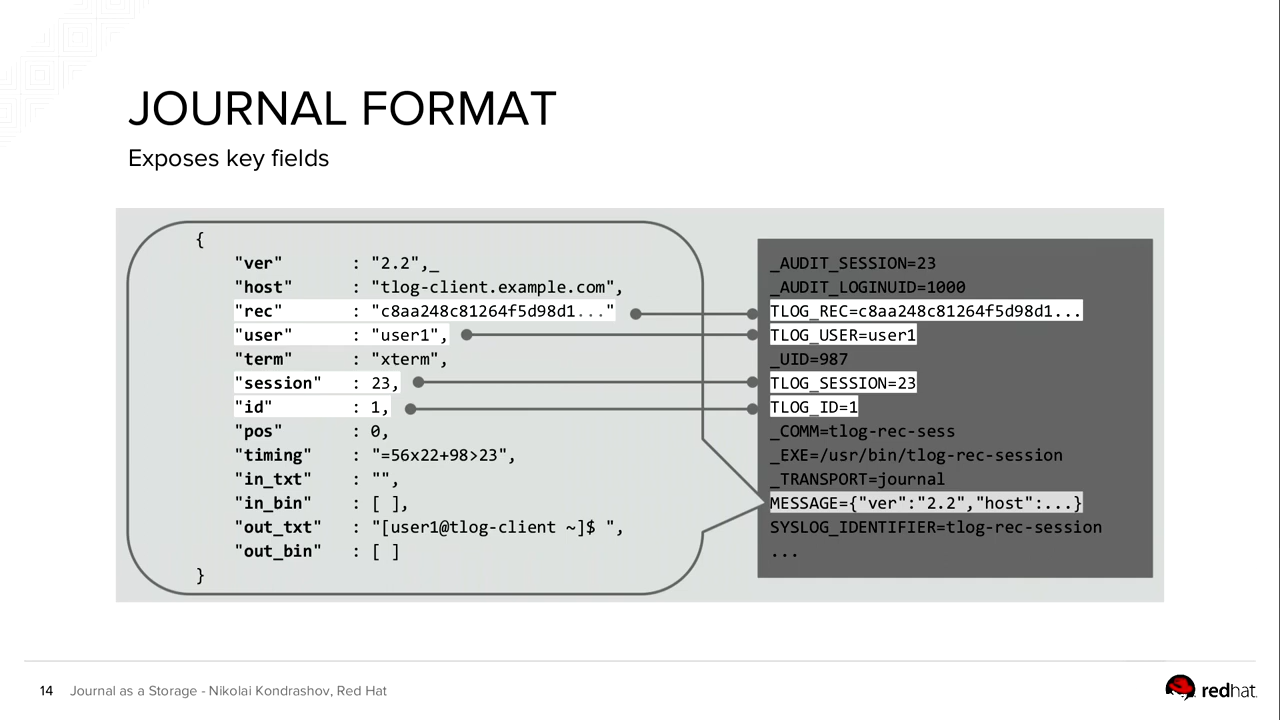 JOURNAL FORMAT
Exposes key fields
{
"ver" : "2.2",_
"host" : "tlog-client.example.com",
"rec" : "c8aa248c81264f5d98d1..."
"user" : "user1",
"term" : "xterm",
"session" : 23,
"id" : 1,
"pos" : 0,
"timing" : "=56x22+98>23",
"in_txt" : "",
"in_bin" : [ ],
"out_txt" : "[user1@tlog-client ~]$ ",
"out_bin" : [ ]
}
_AUDIT_SESSION=23
_AUDIT_LOGINUID=1000
TLOG_REC=c8aa248c81264f5d98d1...
TLOG_USER=user1
_UID=987
TLOG_SESSION=23
TLOG_ID=1
_COMM=tlog-rec-sess
_EXE=/usr/bin/tlog-rec-session
_TRANSPORT=journal
MESSAGE={"ver":"2.2","host":...}
SYSLOG_IDENTIFIER=tlog-rec-session
...
14 Journal as a Storage - Nikolai Kondrashov, Red Hat
redhat.